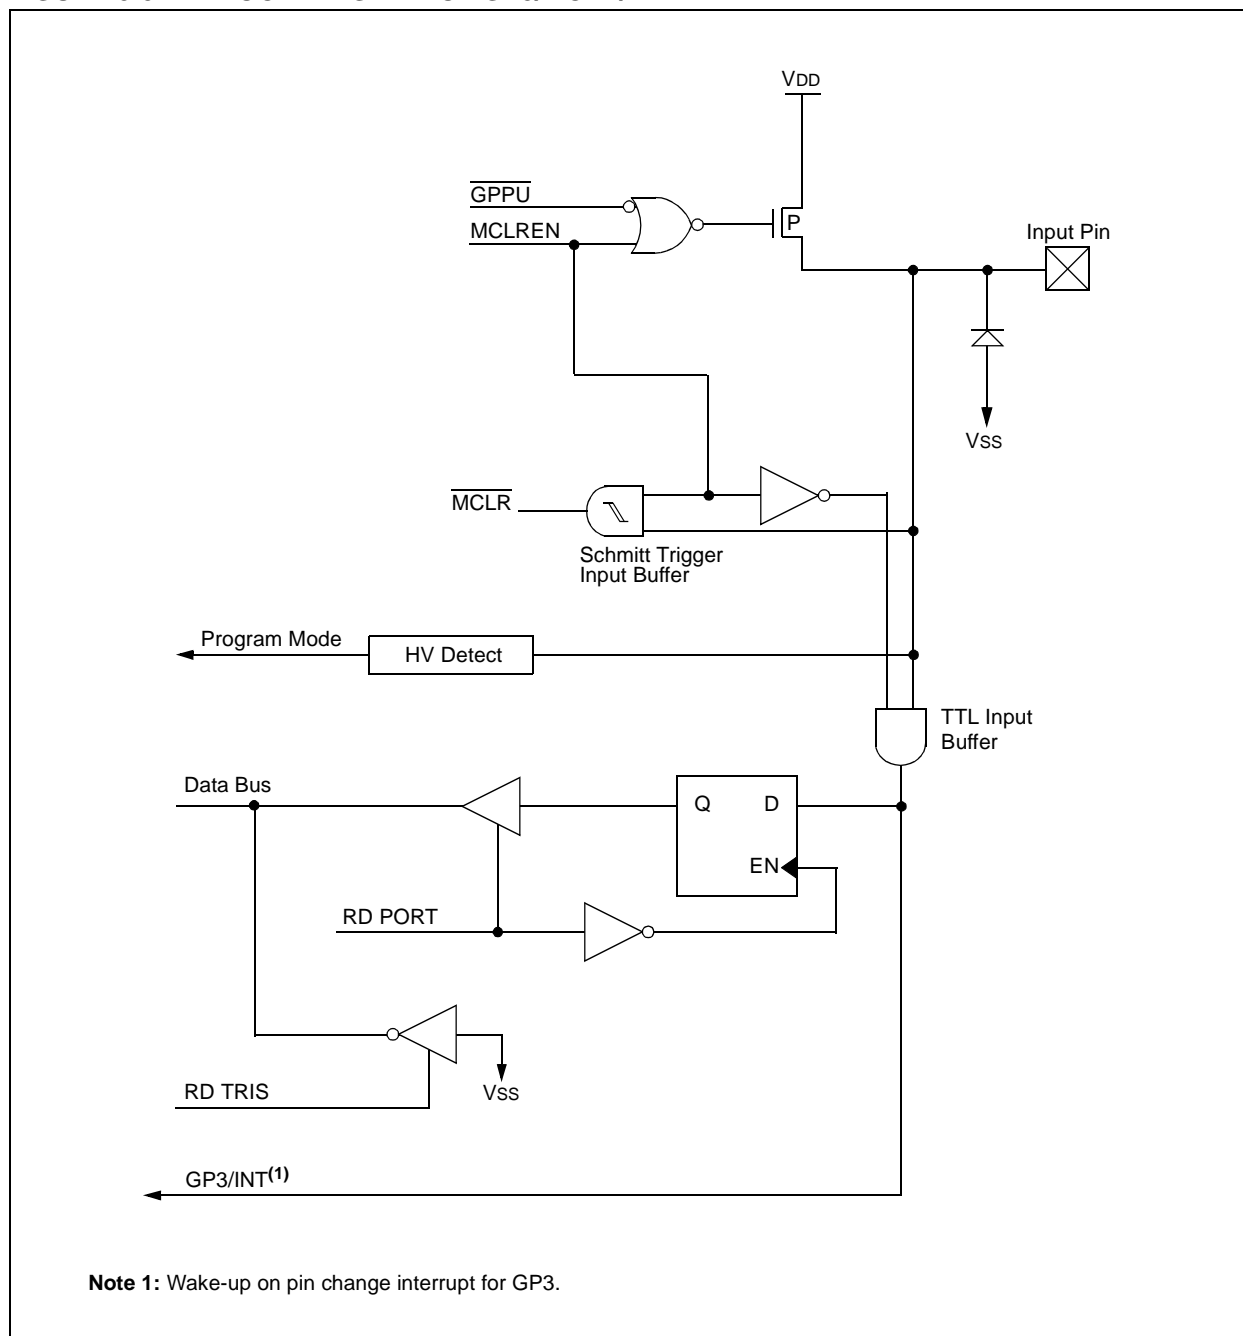 VDD
GPPU
MCLREN
P
Input Pin
VSS
MCLR
Schmitt Trigger
Input Buffer
Program Mode
HV Detect
TTL Input
Buffer
Data Bus
Q
D
EN
RD PORT
RD TRIS
VSS
GP3/INT(1)
Note 1: Wake-up on pin change interrupt for GP3.